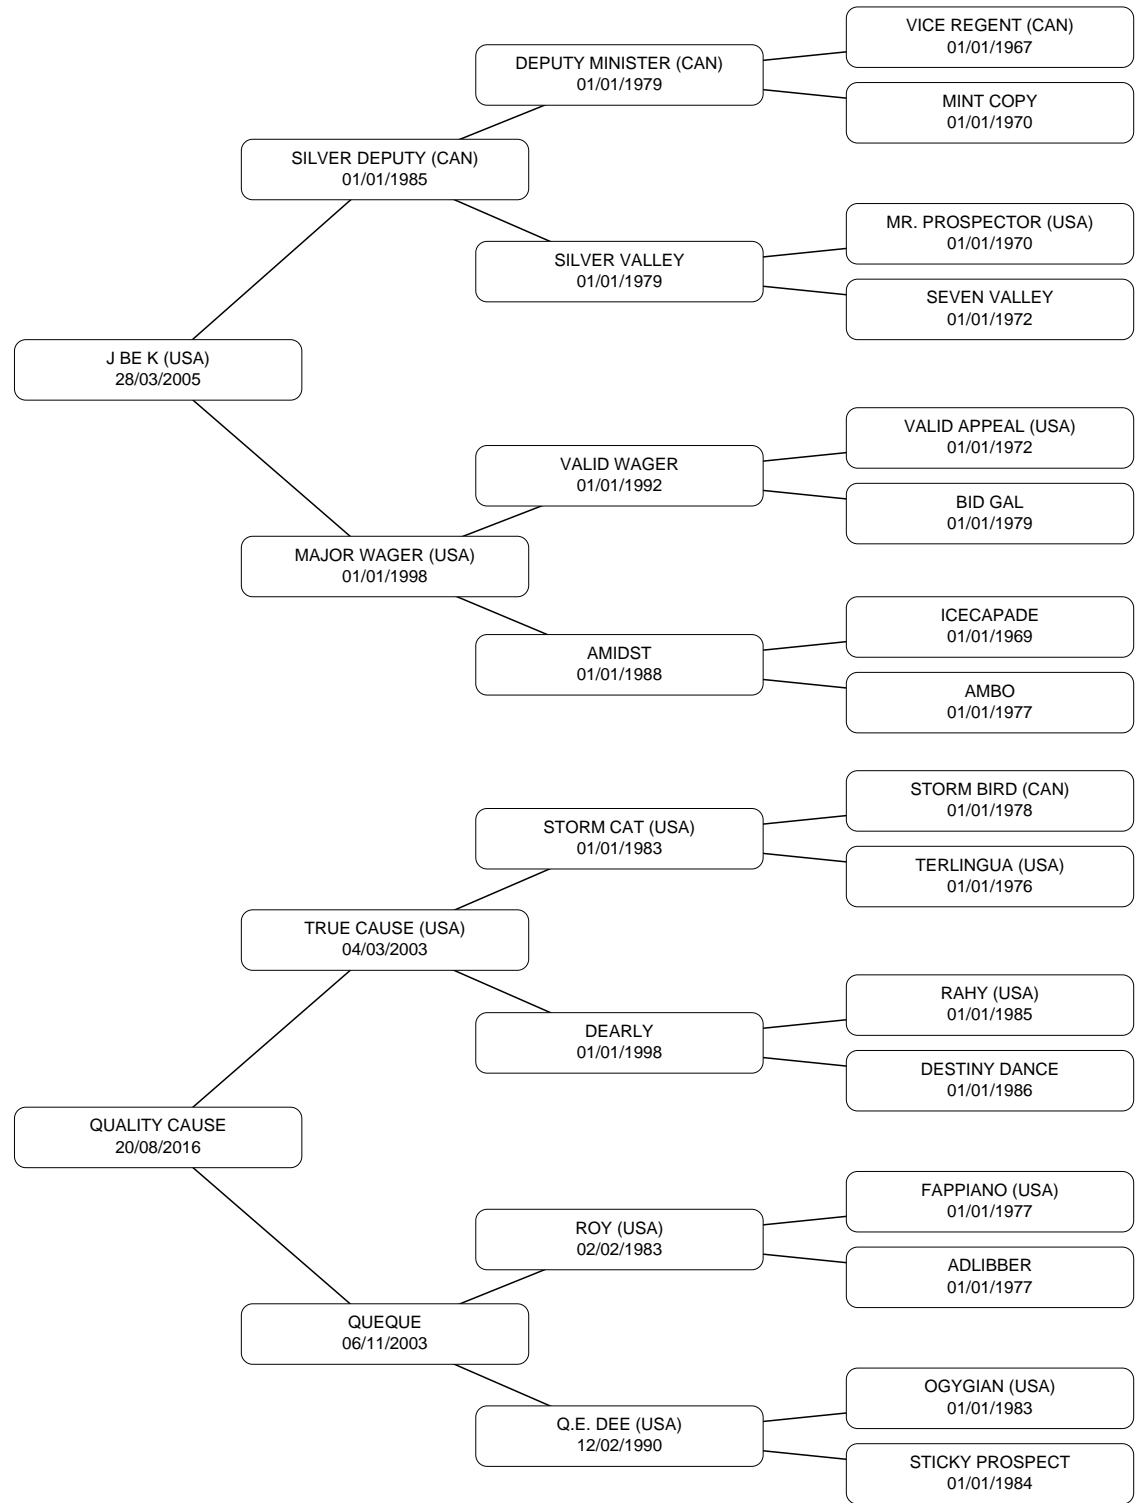 VICE REGENT (CAN)
01/01/1967
DEPUTY MINISTER (CAN)
01/01/1979
MINT COPY
01/01/1970
SILVER DEPUTY (CAN)
01/01/1985
MR. PROSPECTOR (USA)
01/01/1970
SILVER VALLEY
01/01/1979
SEVEN VALLEY
01/01/1972
J BE K (USA)
28/03/2005
VALID APPEAL (USA)
01/01/1972
VALID WAGER
01/01/1992
BID GAL
01/01/1979
MAJOR WAGER (USA)
01/01/1998
ICECAPADE
01/01/1969
AMIDST
01/01/1988
AMBO
01/01/1977
STORM BIRD (CAN)
01/01/1978
STORM CAT (USA)
01/01/1983
TERLINGUA (USA)
01/01/1976
TRUE CAUSE (USA)
04/03/2003
RAHY (USA)
01/01/1985
DEARLY
01/01/1998
DESTINY DANCE
01/01/1986
QUALITY CAUSE
20/08/2016
FAPPIANO (USA)
01/01/1977
ROY (USA)
02/02/1983
ADLIBBER
01/01/1977
QUEQUE
06/11/2003
OGYGIAN (USA)
01/01/1983
Q.E. DEE (USA)
12/02/1990
STICKY PROSPECT
01/01/1984